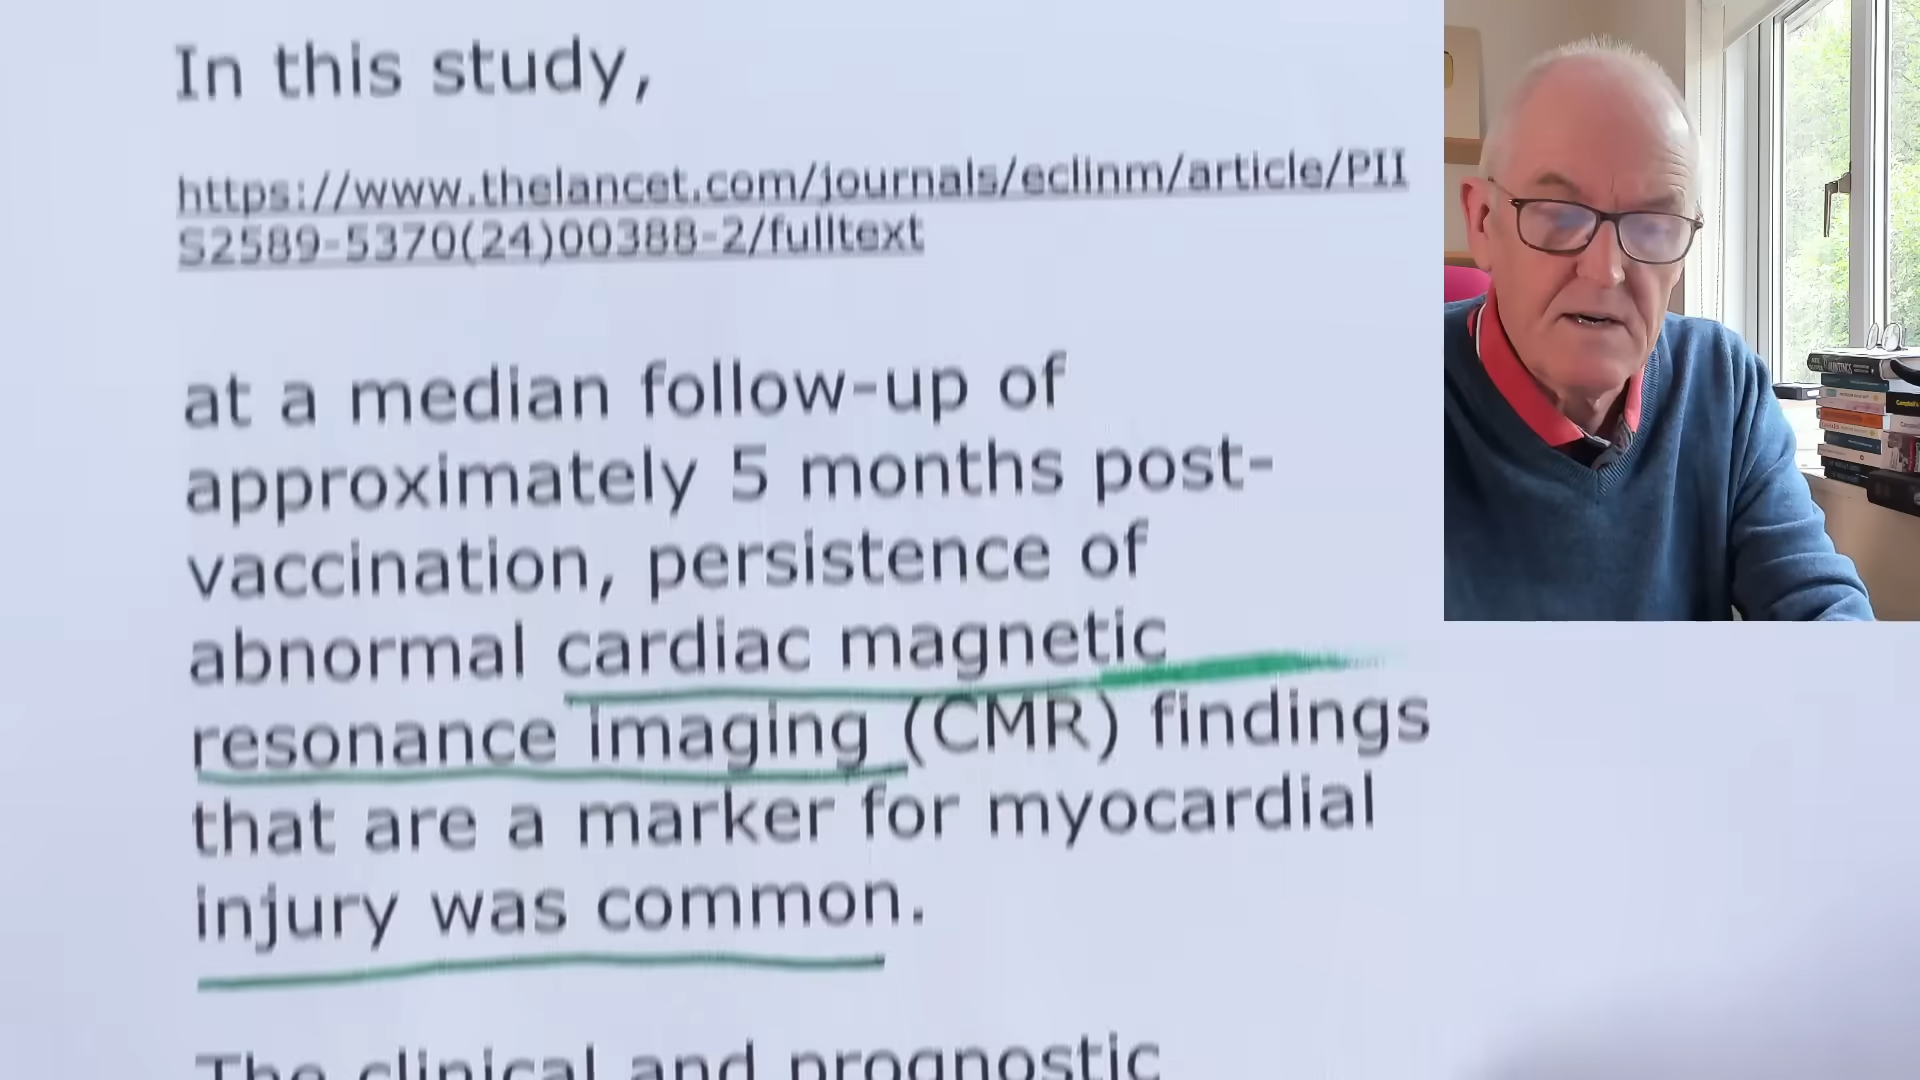 In this study,
https://www.thelancet.com/journals/eclinm/article/PII
S2589-5370(24)00388-2/fulltext
at a median follow-up of
approximately 5 months post-
vaccination, persistence of
abnormal cardiac magnetic
resonance imaging (CMR) findings
that are a marker for myocardial
injury was common.
The clinical and prognostic